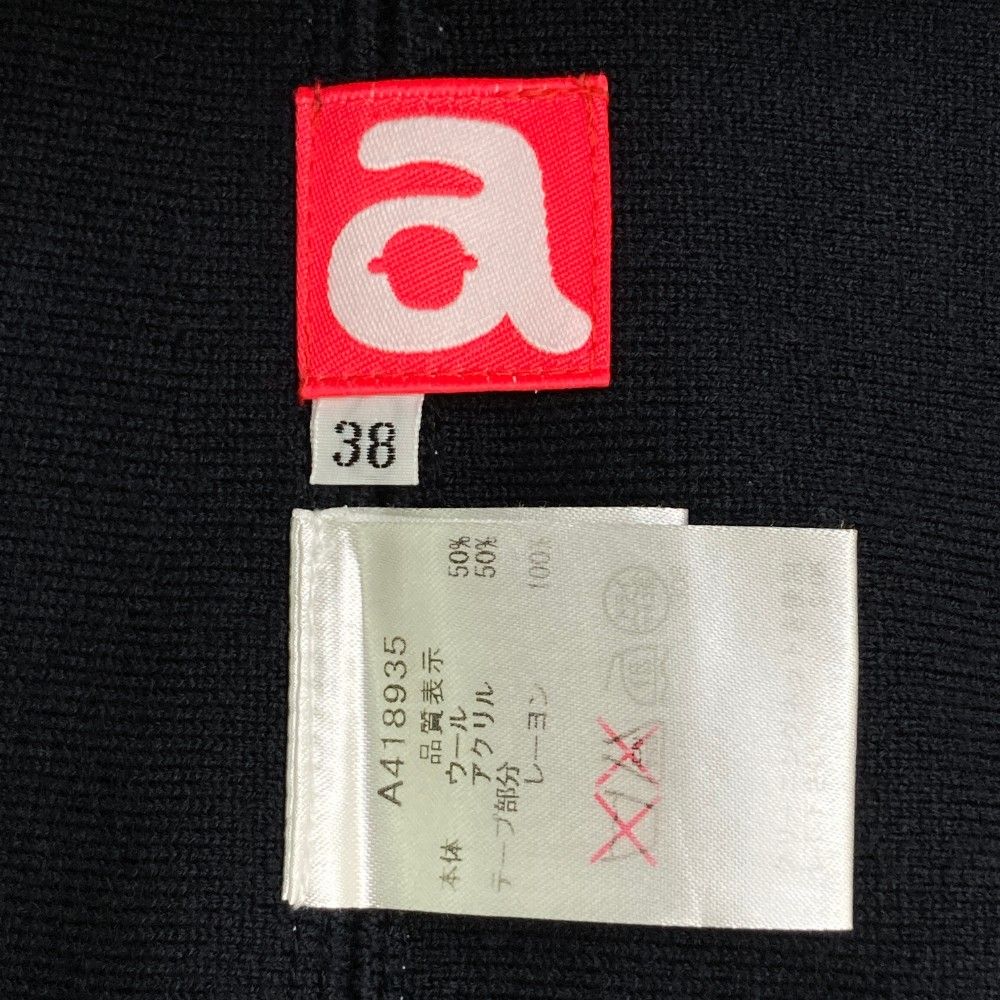 a
38
A418935
品質表示
本体 ウール 50%
アクリル 50%
テープ部分
レーヨン 100%